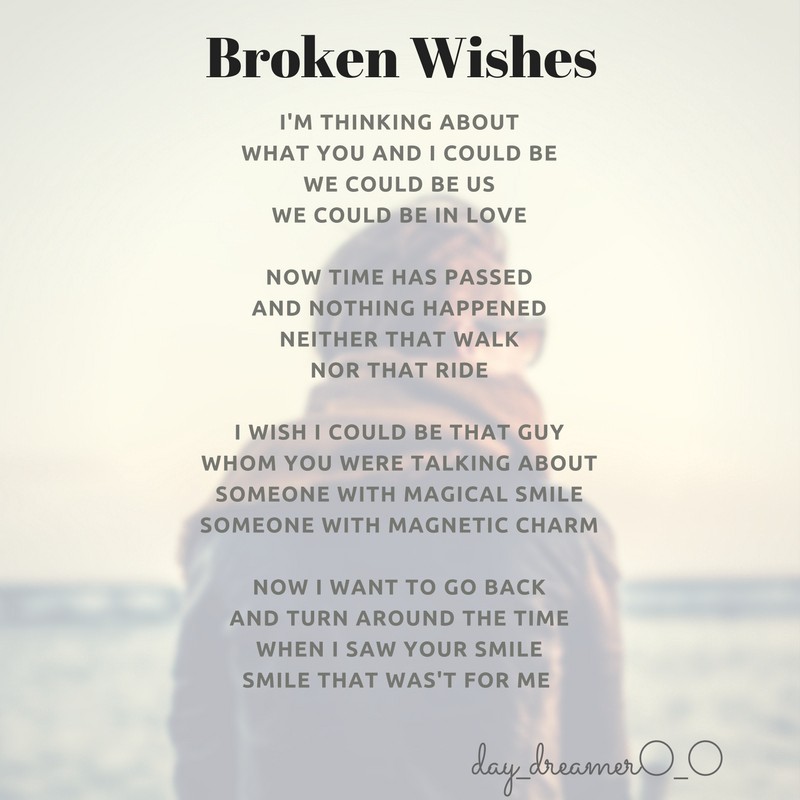 Broken Wishes
I'M THINKING ABOUT
WHAT YOU AND I COULD BE
WE COULD BE US
WE COULD BE IN LOVE
NOW TIME HAS PASSED
AND NOTHING HAPPENED
NEITHER THAT WALK
NOR THAT RIDE
I WISH I COULD BE THAT GUY
WHOM YOU WERE TALKING ABOUT
SOMEONE WITH MAGICAL SMILE
SOMEONE WITH MAGNETIC CHARM
NOW I WANT TO GO BACK
AND TURN AROUND THE TIME
WHEN I SAW YOUR SMILE
SMILE THAT WAS'T FOR ME
day_dreamerO_O